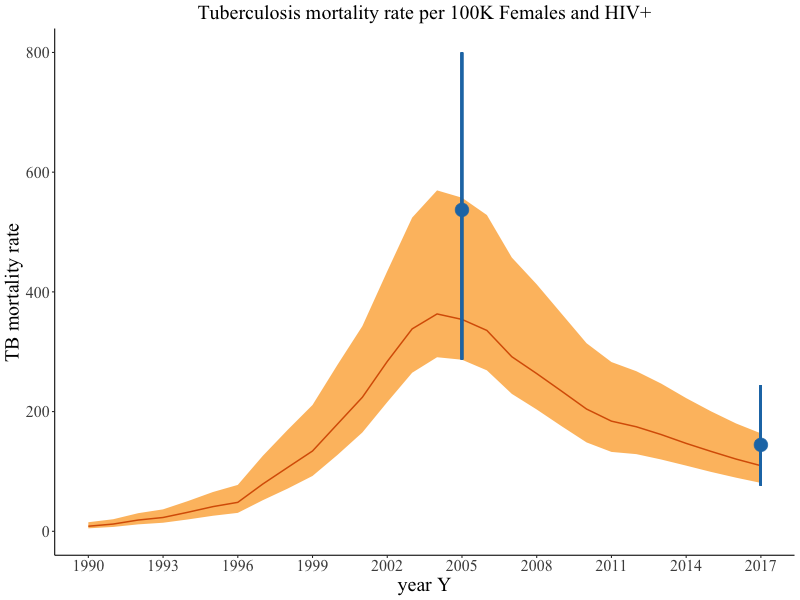 Tuberculosis mortality rate per 100K Females and HIV+
TB mortality rate
800
600
400
200
0
1990 1993 1996 1999 2002 2005 2008 2011 2014 2017
year Y